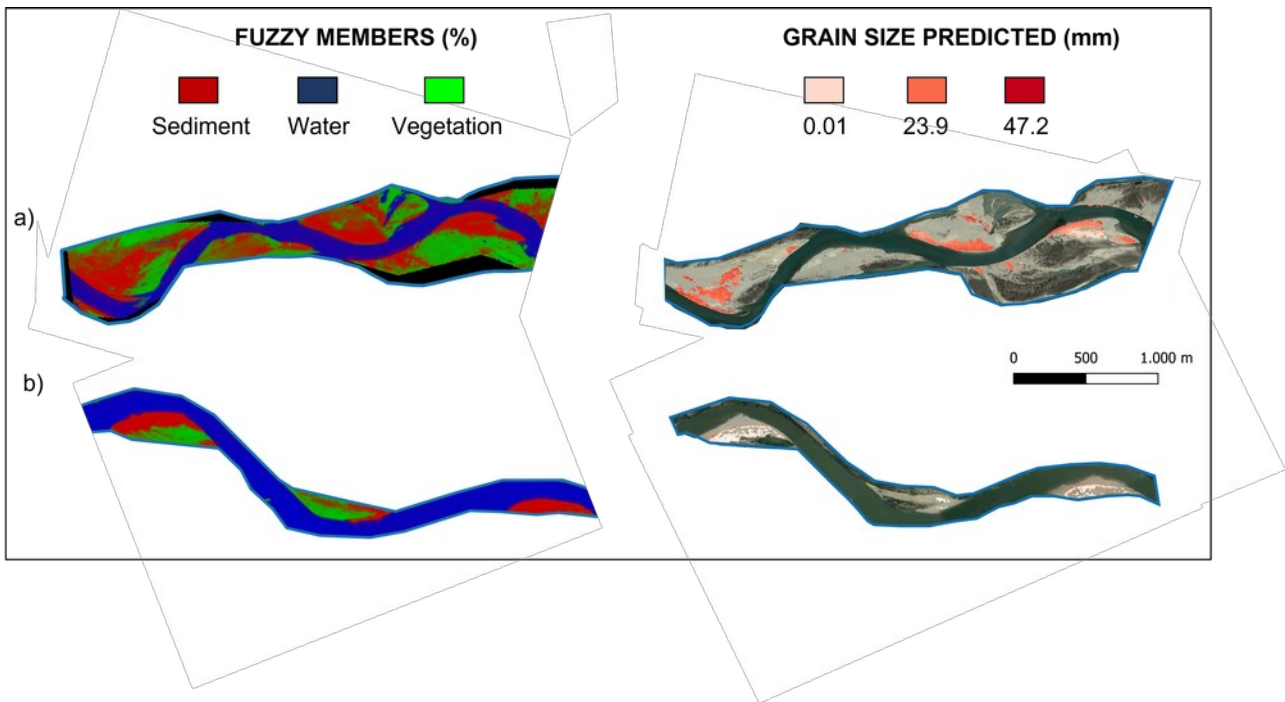 FUZZY MEMBERS (%)
Sediment Water Vegetation
GRAIN SIZE PREDICTED (mm)
0.01 23.9 47.2
a)
0 500 1.000 m
b)